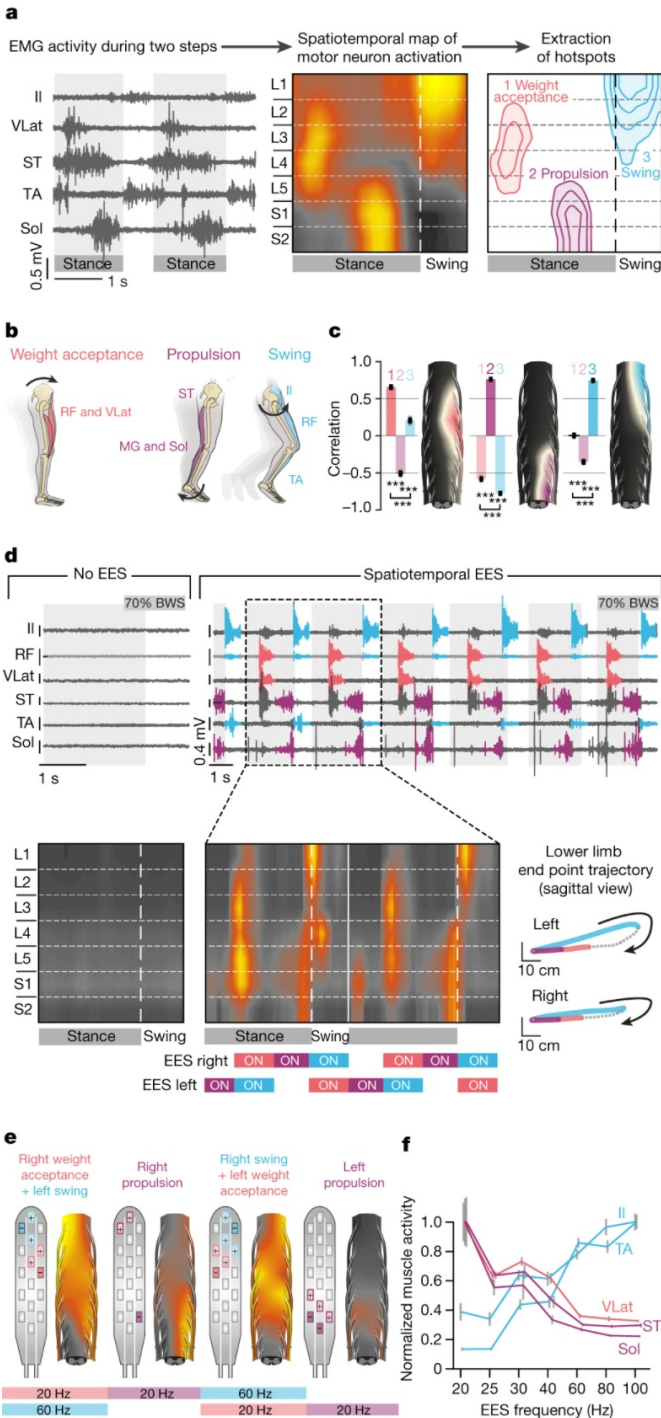 a
EMG activity during two steps
Spatiotemporal map of
motor neuron activation
Extraction
of hotspots
Il
VLat
ST
TA
Sol
0.5 mV
Stance
Stance
1 s
L1
L2
L3
L4
L5
S1
S2
Stance
Swing
1 Weight
acceptance
2 Propulsion
3
Swing
Stance
Swing
b
Weight acceptance
Propulsion
Swing
RF and VLat
ST
MG and Sol
Il
RF
TA
c
Correlation
1.0
0.5
0
−0.5
−1.0
123
123
123
*** ***
***
*** ***
***
*** ***
***
d
No EES
Spatiotemporal EES
70% BWS
70% BWS
Il
RF
VLat
ST
TA
Sol
1 s
0.4 mV
1 s
L1
L2
L3
L4
L5
S1
S2
Stance
Swing
Stance
Swing
EES right
ON ON ON ON ON ON
EES left
ON ON ON ON ON ON
Lower limb
end point trajectory
(sagittal view)
Left
10 cm
Right
10 cm
e
Right weight
acceptance
+ left swing
Right
propulsion
Right swing
+ left weight
acceptance
Left
propulsion
20 Hz
20 Hz
60 Hz
60 Hz
20 Hz
20 Hz
f
Normalized muscle activity
1.0
0.8
0.6
0.4
0.2
0
20 25 30 40 60 80 100
EES frequency (Hz)
Il
TA
VLat
ST
Sol